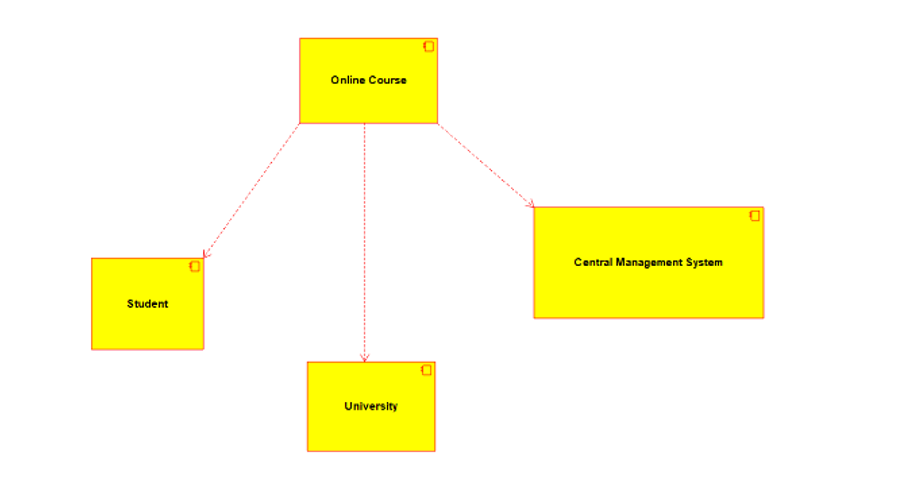 Online Course
Central Management System
Student
University